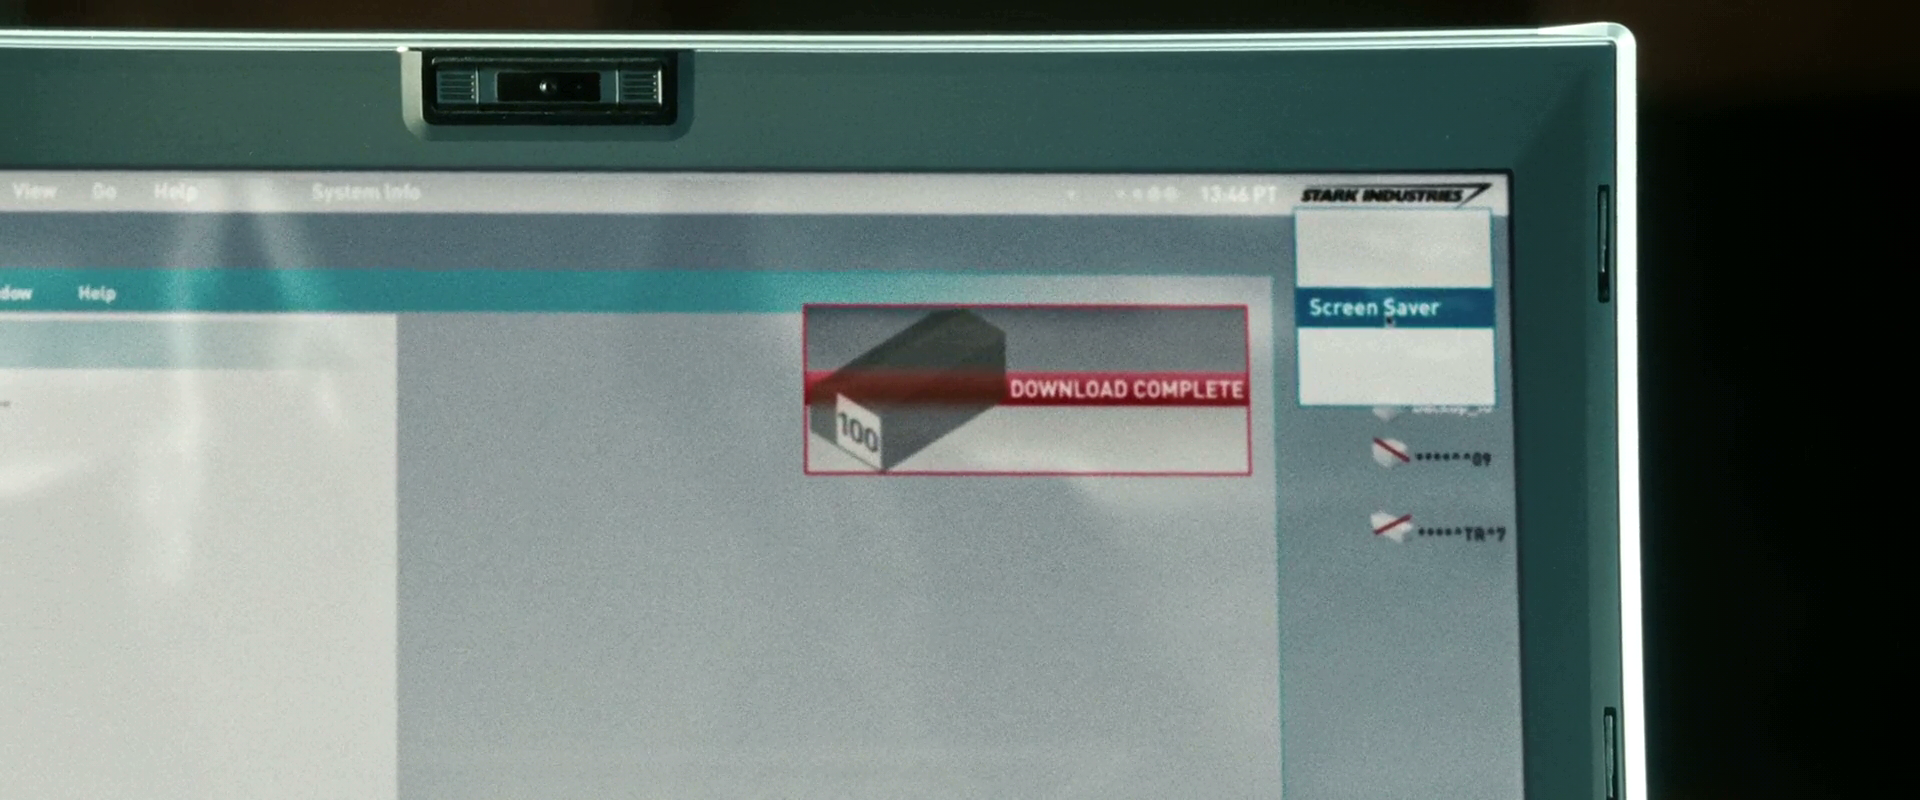 View Go Help System Info 13:46 PT STARK INDUSTRIES
dow Help
Screen Saver
DOWNLOAD COMPLETE
100
******09
*****TR*7